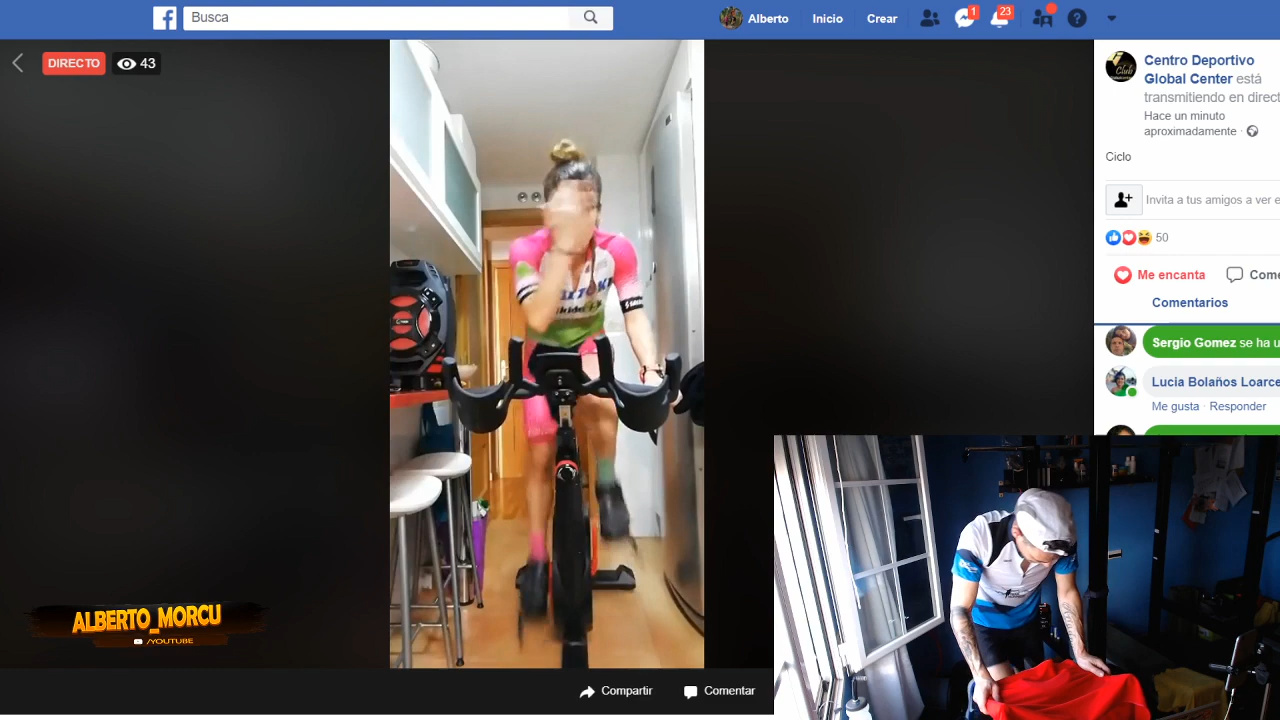 Busca
Alberto
Inicio
Crear
1
23
DIRECTO
43
Centro Deportivo
Global Center está
transmitiendo en direct
Hace un minuto
aproximadamente ·
Ciclo
Invita a tus amigos a ver e
50
Me encanta
Come
Comentarios
Sergio Gomez se ha u
Lucia Bolaños Loarce
Me gusta · Responder
ALBERTO_MORCU
/YOUTUBE
Compartir
Comentar